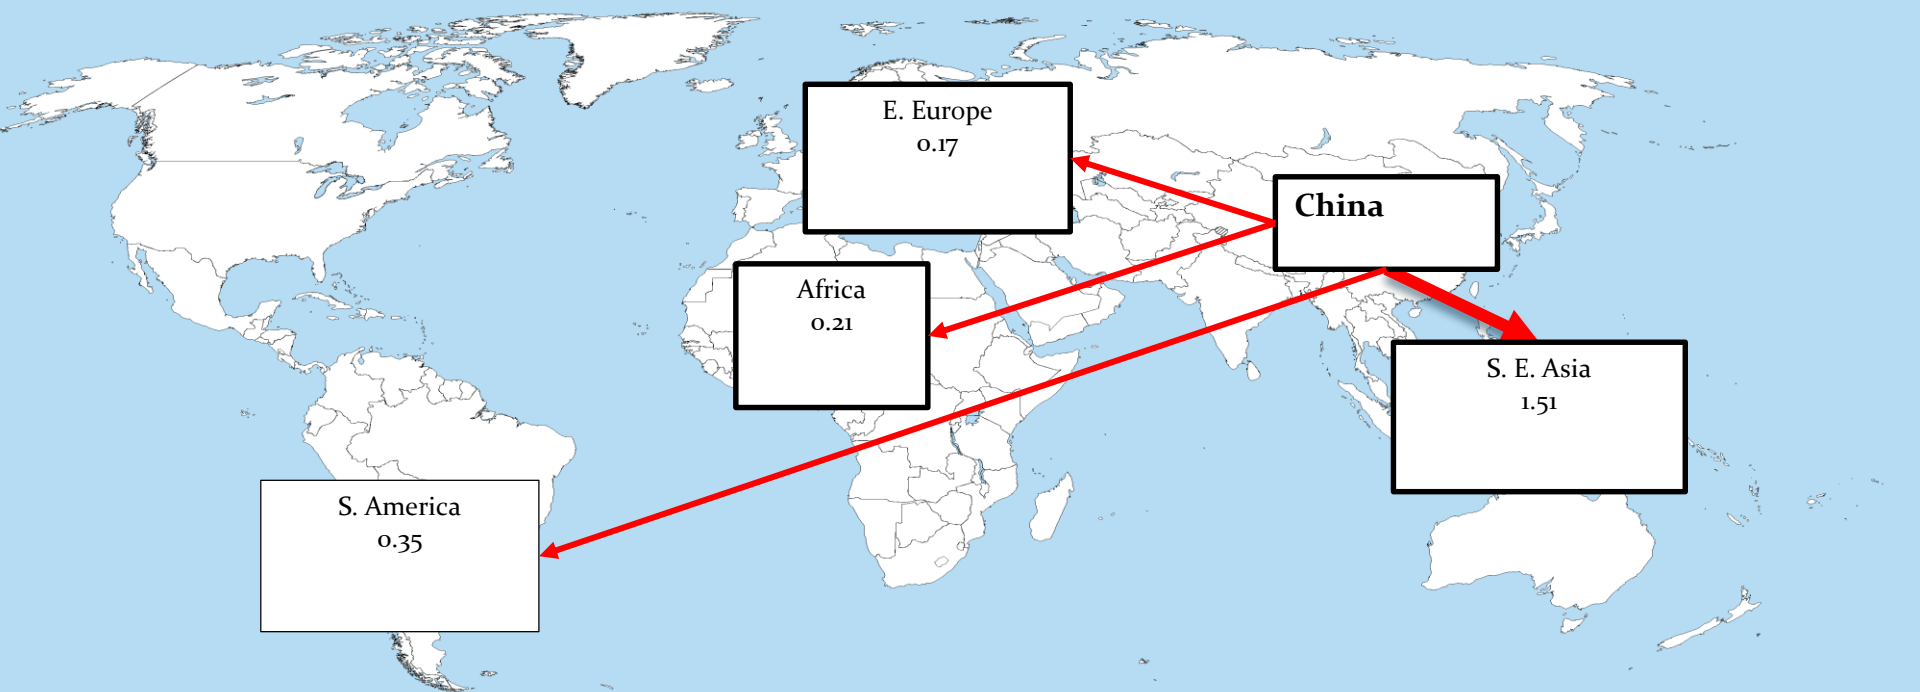 E. Europe
0.17
China
Africa
0.21
S. E. Asia
1.51
S. America
0.35